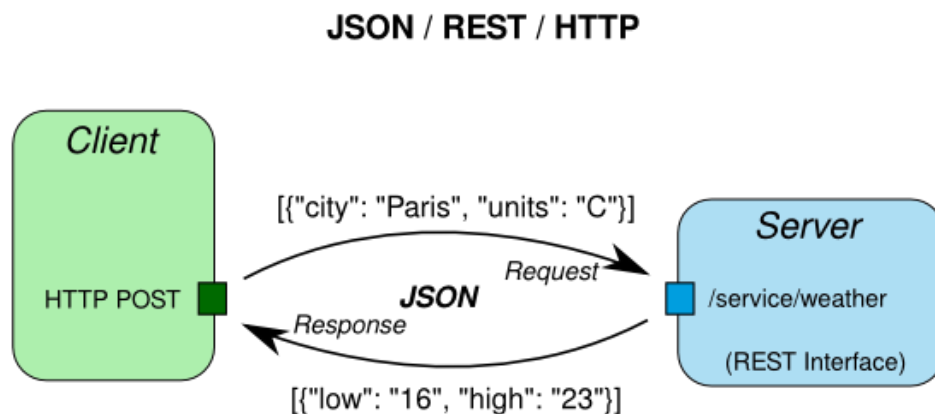 JSON / REST / HTTP
Client
[{"city": "Paris", "units": "C"}]
Server
Request
HTTP POST
JSON
/service/weather
Response
(REST Interface)
[{"low": "16", "high": "23"}]